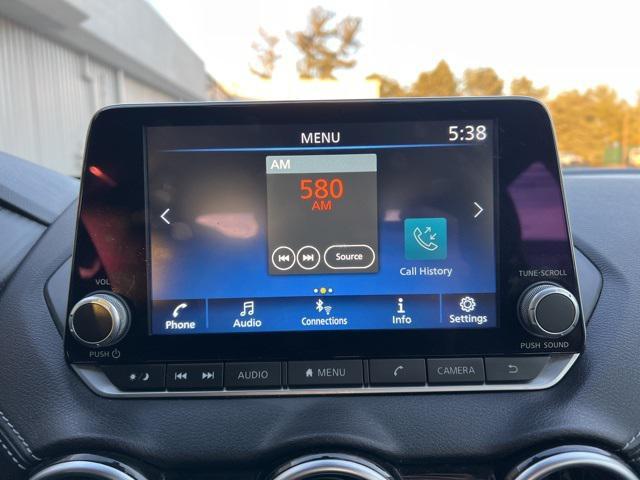 MENU 5:38
AM
580
AM
Source
Call History
Phone Audio Connections Info Settings
VOL
PUSH
TUNE·SCROLL
PUSH SOUND
AUDIO MENU CAMERA